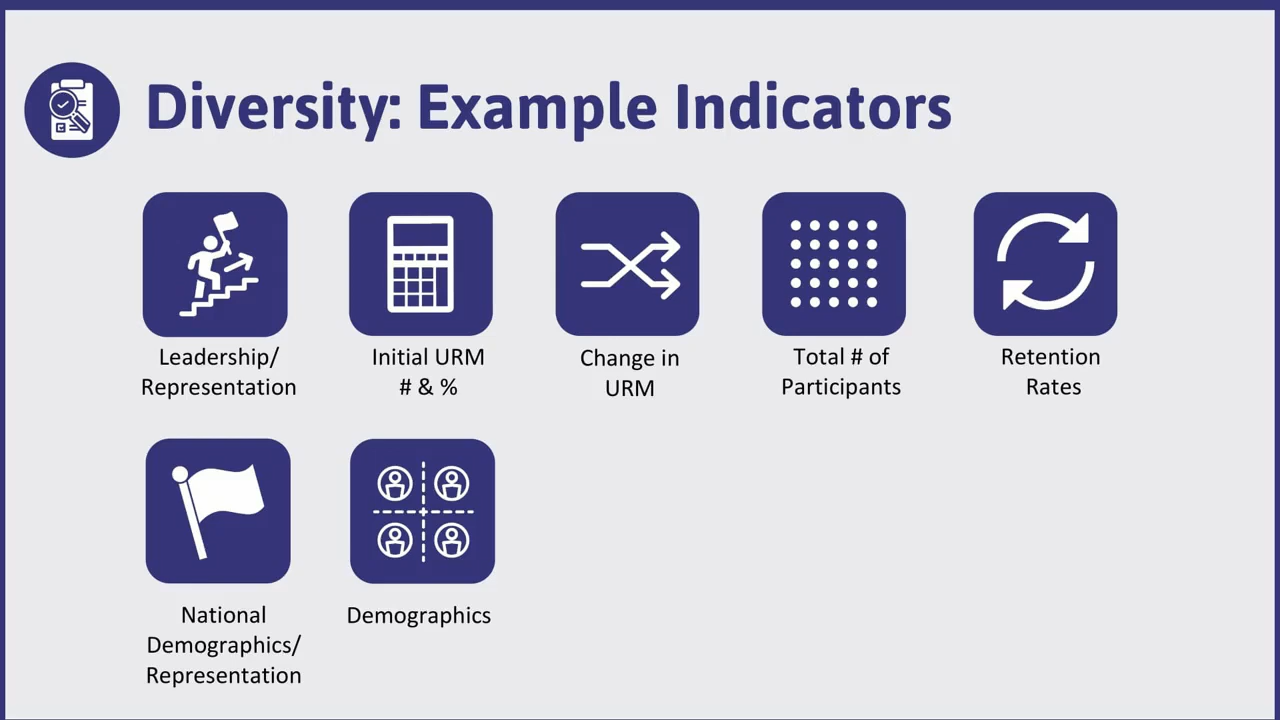 Diversity: Example Indicators
Leadership/
Representation
Initial URM
# & %
Change in
URM
Total # of
Participants
Retention
Rates
National
Demographics/
Representation
Demographics